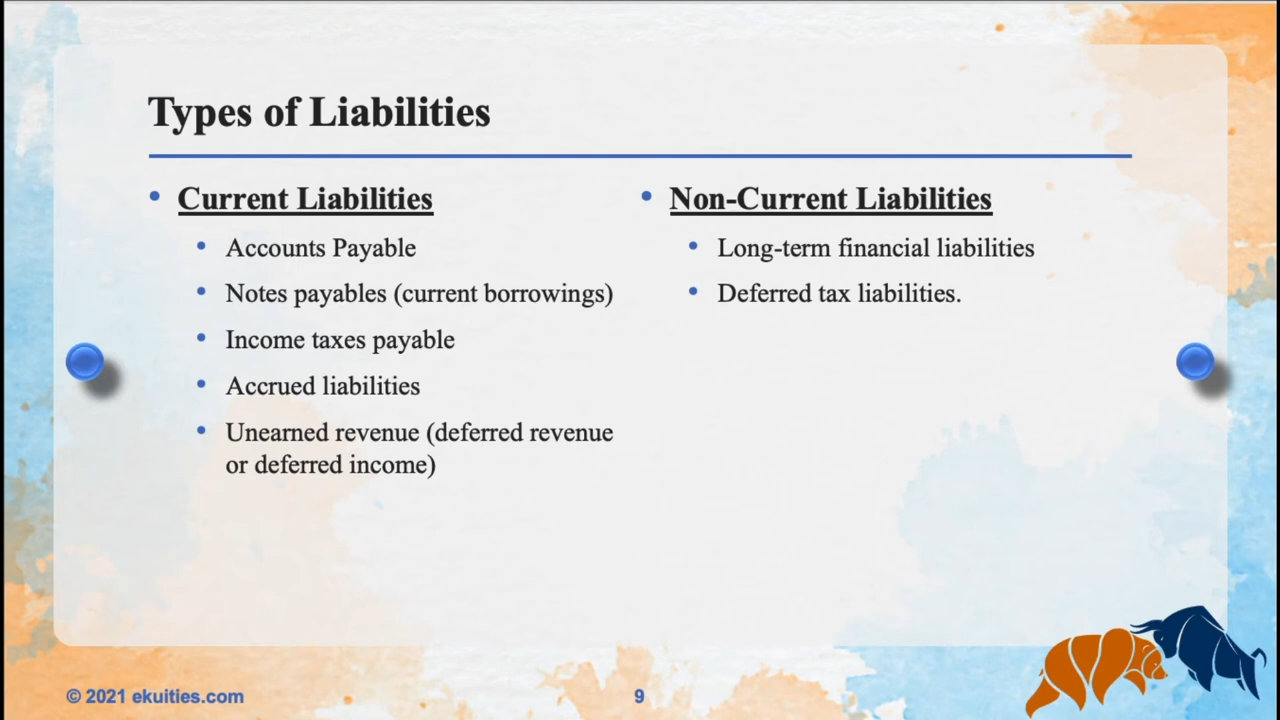 Types of Liabilities
Current Liabilities
Accounts Payable
Notes payables (current borrowings)
Income taxes payable
Accrued liabilities
Unearned revenue (deferred revenue
or deferred income)
Non-Current Liabilities
Long-term financial liabilities
Deferred tax liabilities.
© 2021 ekuities.com
9